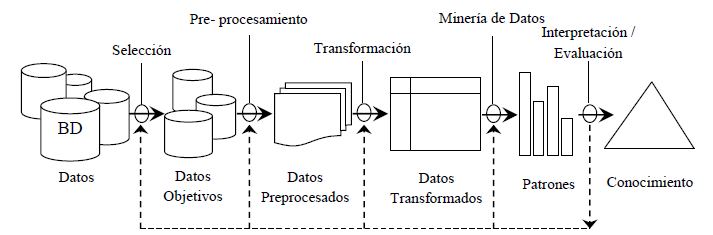 Selección
Pre- procesamiento
Transformación
Minería de Datos
Interpretación /
Evaluación
BD
Datos
Datos
Objetivos
Datos
Preprocesados
Datos
Transformados
Patrones
Conocimiento